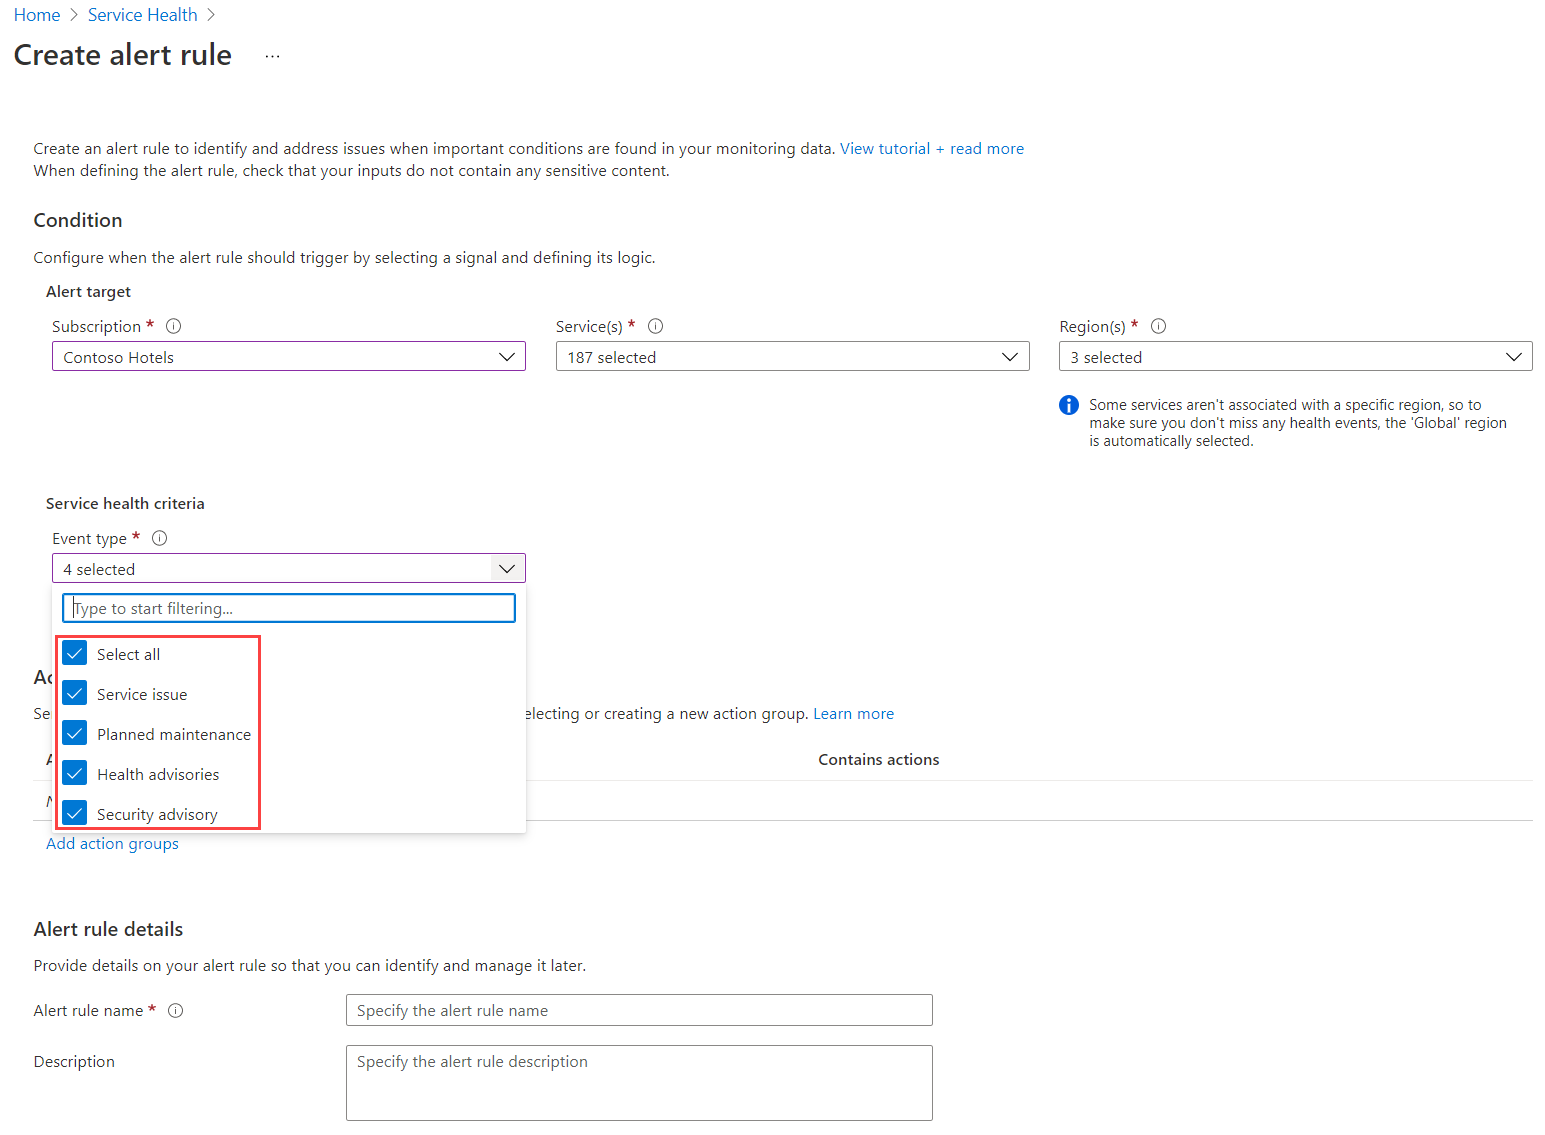 Home > Service Health >
Create alert rule ...
Create an alert rule to identify and address issues when important conditions are found in your monitoring data. View tutorial + read more
When defining the alert rule, check that your inputs do not contain any sensitive content.
Condition
Configure when the alert rule should trigger by selecting a signal and defining its logic.
Alert target
Subscription *
Service(s) *
Region(s) *
Contoso Hotels
187 selected
3 selected
Some services aren't associated with a specific region, so to
make sure you don't miss any health events, the 'Global' region
is automatically selected.
Service health criteria
Event type *
4 selected
Type to start filtering...
Select all
Service issue
Planned maintenance
Health advisories
Security advisory
electing or creating a new action group. Learn more
Contains actions
Add action groups
Alert rule details
Provide details on your alert rule so that you can identify and manage it later.
Alert rule name *
Specify the alert rule name
Description
Specify the alert rule description